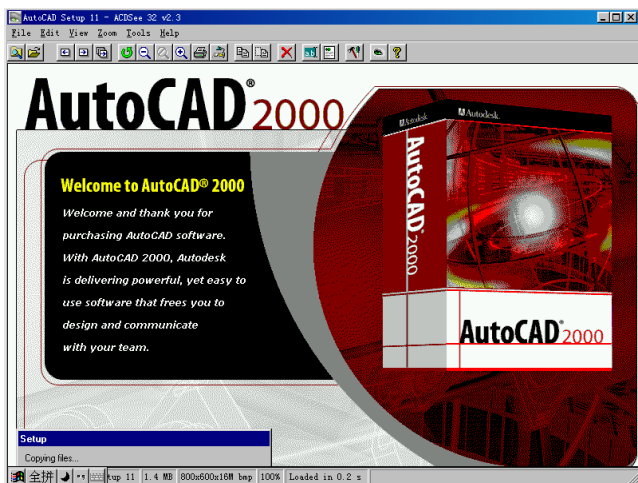 AutoCAD Setup 11 - ACDSee 32 v2.3
File Edit View Zoom Tools Help
AutoCAD® 2000
Autodesk
Autodesk.
AutoCAD 2000
Welcome to AutoCAD® 2000
Welcome and thank you for
purchasing AutoCAD software.
With AutoCAD 2000, Autodesk
is delivering powerful, yet easy to
use software that frees you to
design and communicate
with your team.
AutoCAD 2000
Setup
Copying files...
全拼
tup 11 1.4 MB 800x600x16M bmp 100% Loaded in 0.2 s